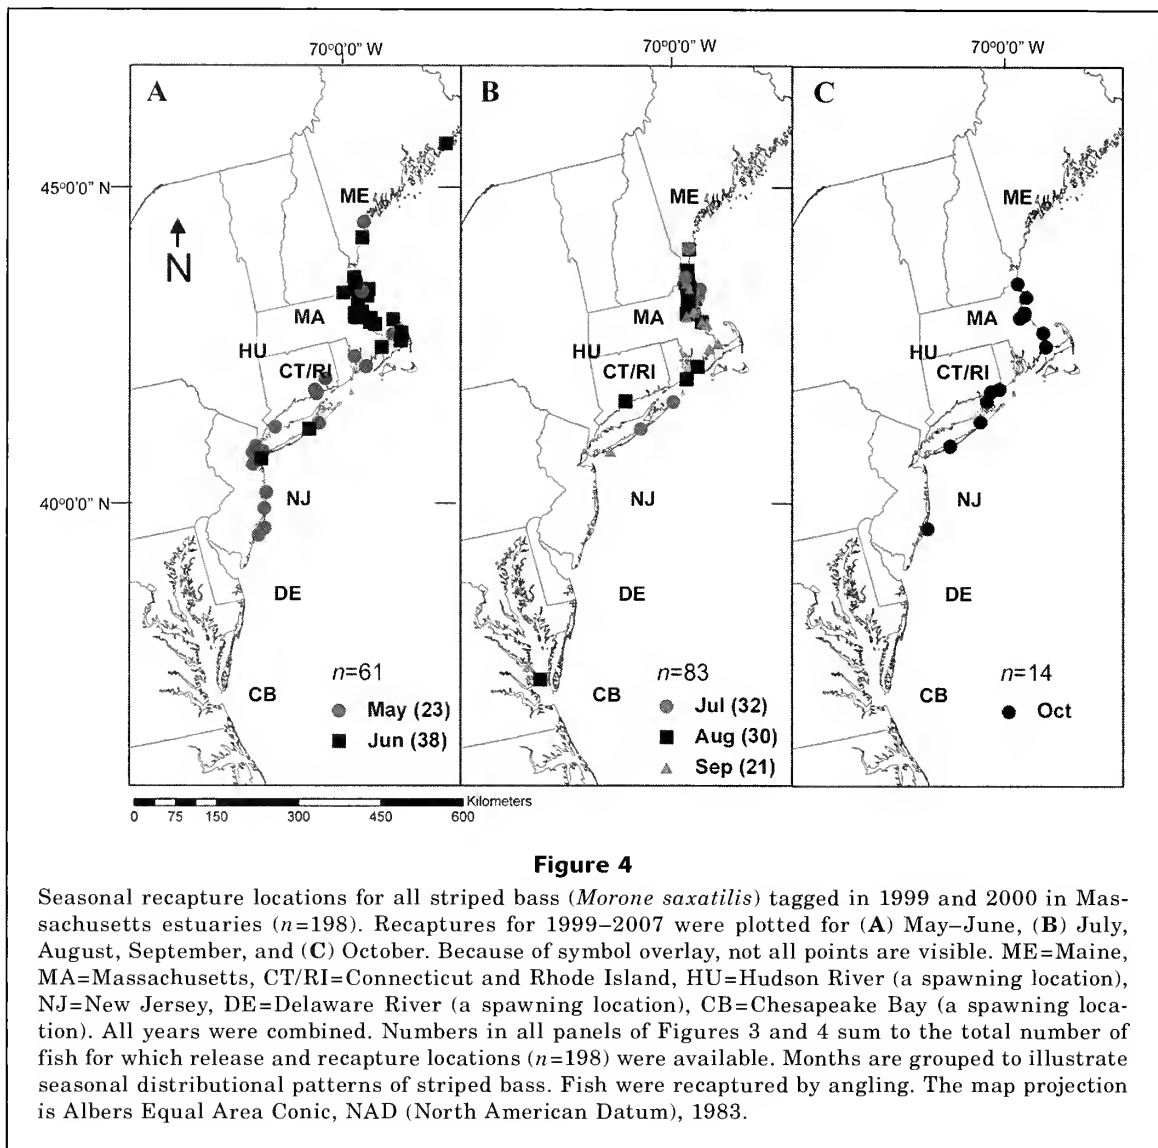 70°0'0" W
70°0'0" W
70°0'0" W
A
B
C
45°0'0" N
40°0'0" N
N
ME
MA
HU
CT/RI
NJ
DE
CB
n=61
May (23)
Jun (38)
ME
MA
HU
CT/RI
NJ
DE
CB
n=83
Jul (32)
Aug (30)
Sep (21)
ME
MA
HU
CT/RI
NJ
DE
CB
n=14
Oct
Kilometers
0 75 150 300 450 600
Figure 4
Seasonal recapture locations for all striped bass (Morone saxatilis) tagged in 1999 and 2000 in Mas-
sachusetts estuaries (n=198). Recaptures for 1999–2007 were plotted for (A) May–June, (B) July,
August, September, and (C) October. Because of symbol overlay, not all points are visible. ME=Maine,
MA=Massachusetts, CT/RI=Connecticut and Rhode Island, HU=Hudson River (a spawning location),
NJ=New Jersey, DE=Delaware River (a spawning location), CB=Chesapeake Bay (a spawning loca-
tion). All years were combined. Numbers in all panels of Figures 3 and 4 sum to the total number of
fish for which release and recapture locations (n=198) were available. Months are grouped to illustrate
seasonal distributional patterns of striped bass. Fish were recaptured by angling. The map projection
is Albers Equal Area Conic, NAD (North American Datum), 1983.